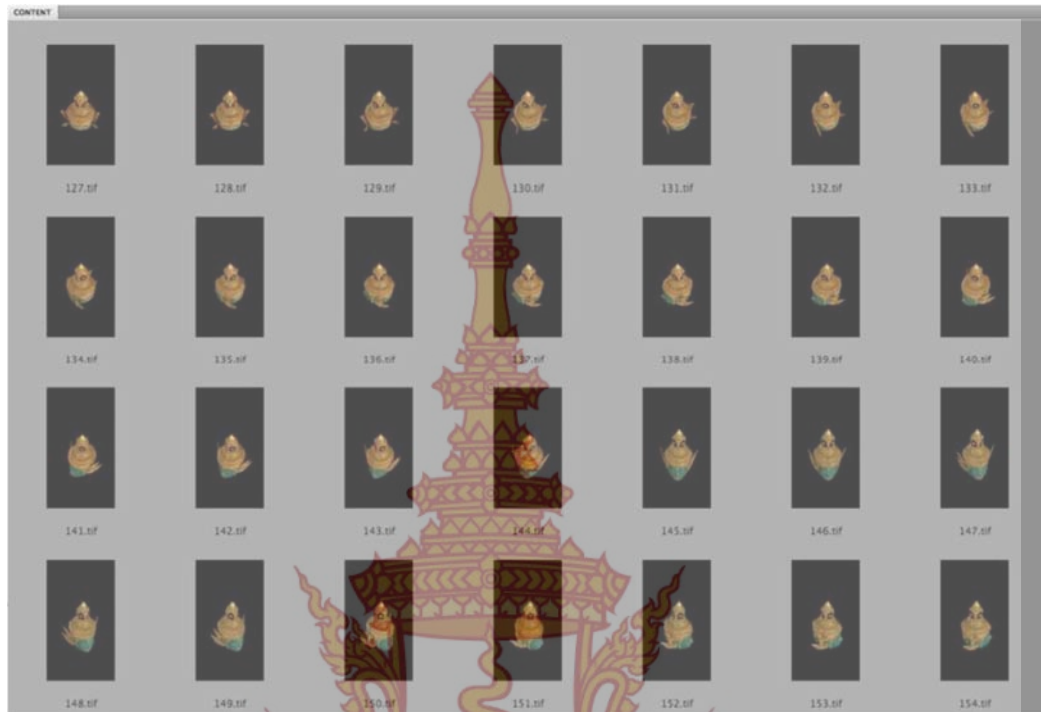 CONTENT
127.tif 128.tif 129.tif 130.tif 131.tif 132.tif 133.tif
134.tif 135.tif 136.tif 137.tif 138.tif 139.tif 140.tif
141.tif 142.tif 143.tif 144.tif 145.tif 146.tif 147.tif
148.tif 149.tif 150.tif 151.tif 152.tif 153.tif 154.tif